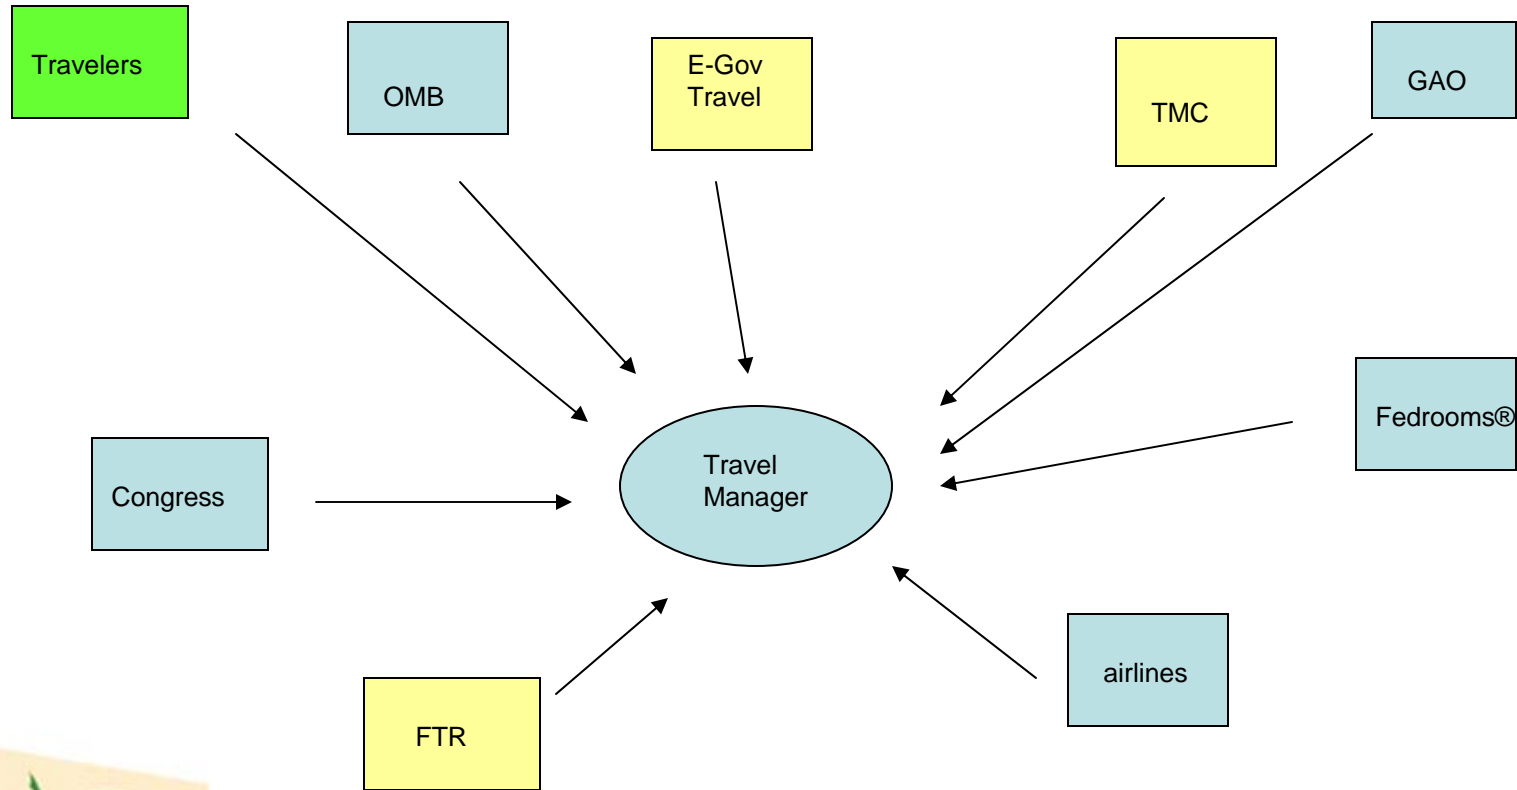 Travelers
OMB
E-Gov
Travel
TMC
GAO
Fedrooms®
Congress
Travel
Manager
airlines
FTR